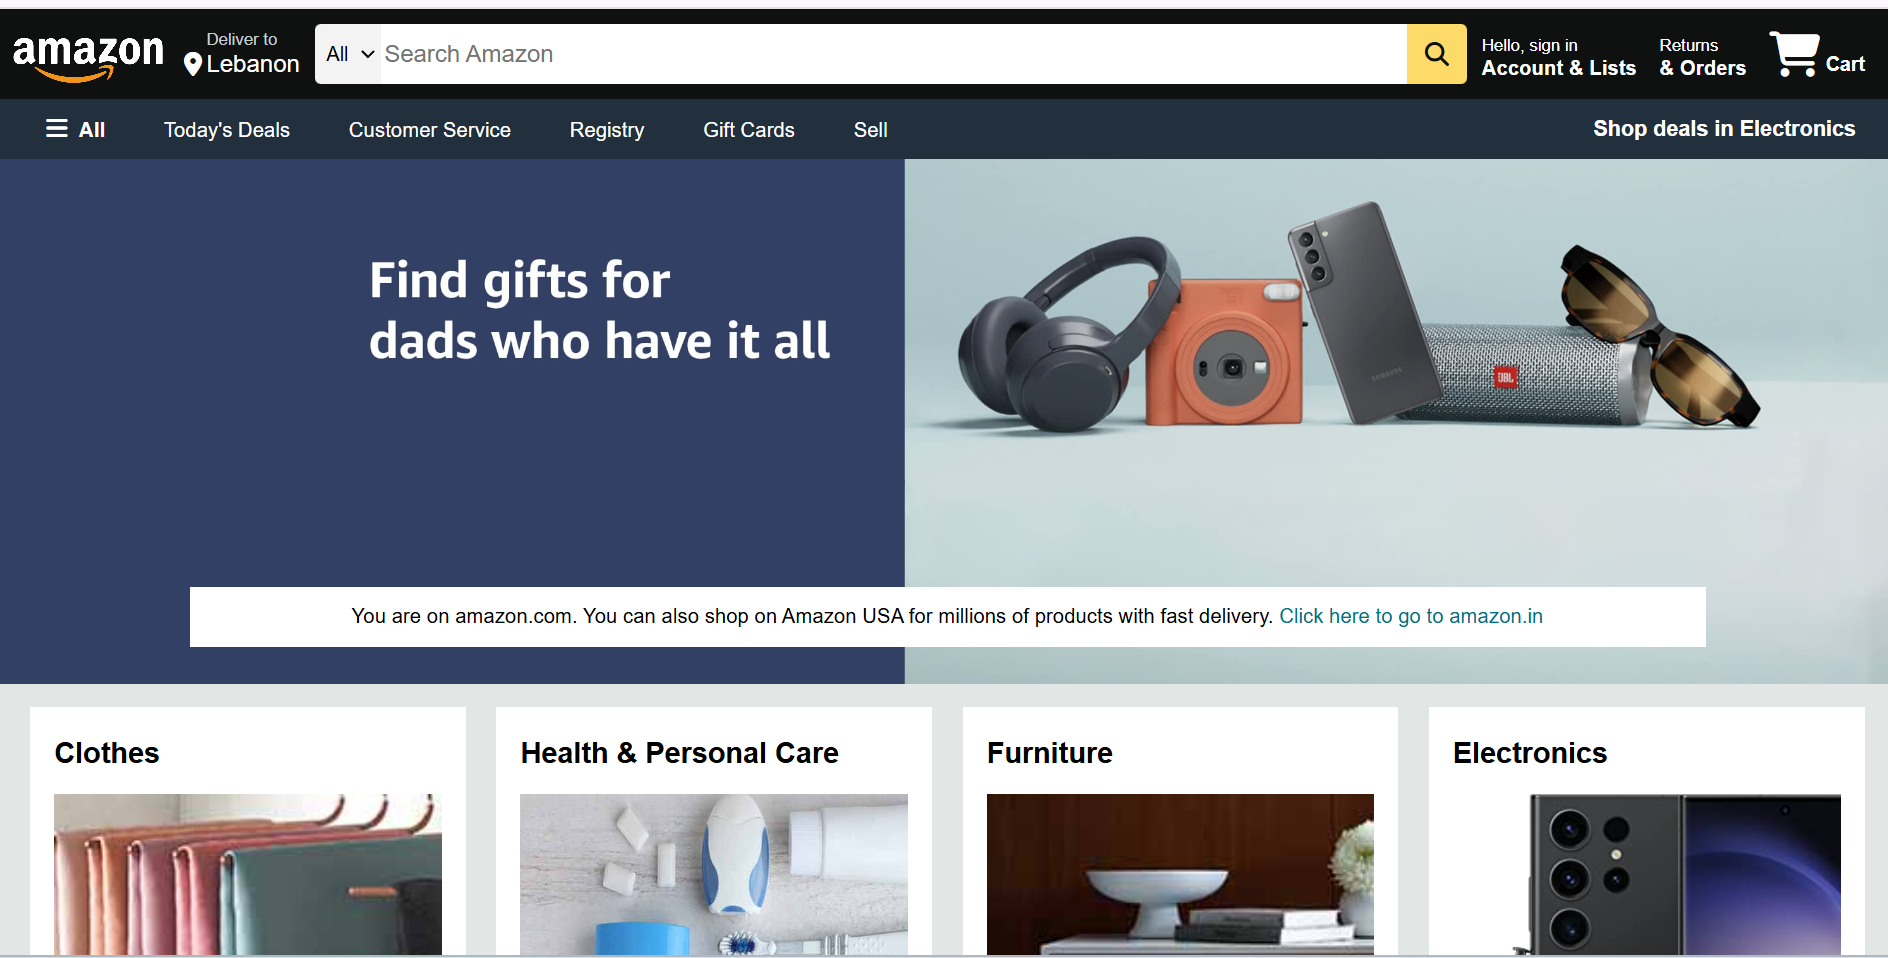 amazon
Deliver to
Lebanon
All
Search Amazon
Hello, sign in
Account & Lists
Returns
& Orders
Cart
All
Today's Deals
Customer Service
Registry
Gift Cards
Sell
Shop deals in Electronics
Find gifts for
dads who have it all
SAMSUNG
JBL
You are on amazon.com. You can also shop on Amazon USA for millions of products with fast delivery. Click here to go to amazon.in
Clothes
Health & Personal Care
Furniture
Electronics